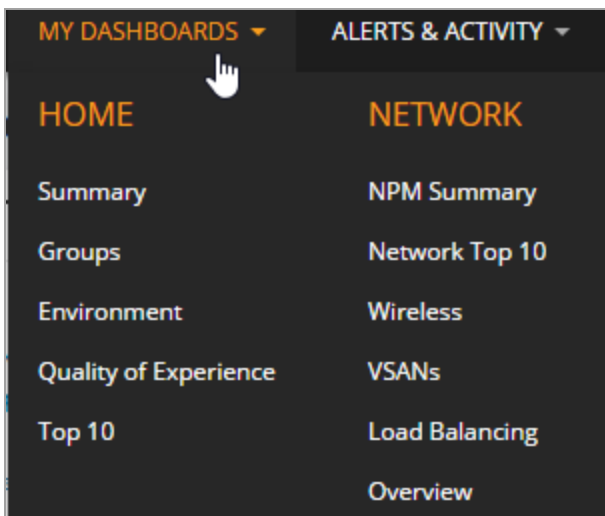 MY DASHBOARDS
ALERTS & ACTIVITY
HOME
Summary
Groups
Environment
Quality of Experience
Top 10
NETWORK
NPM Summary
Network Top 10
Wireless
VSANs
Load Balancing
Overview